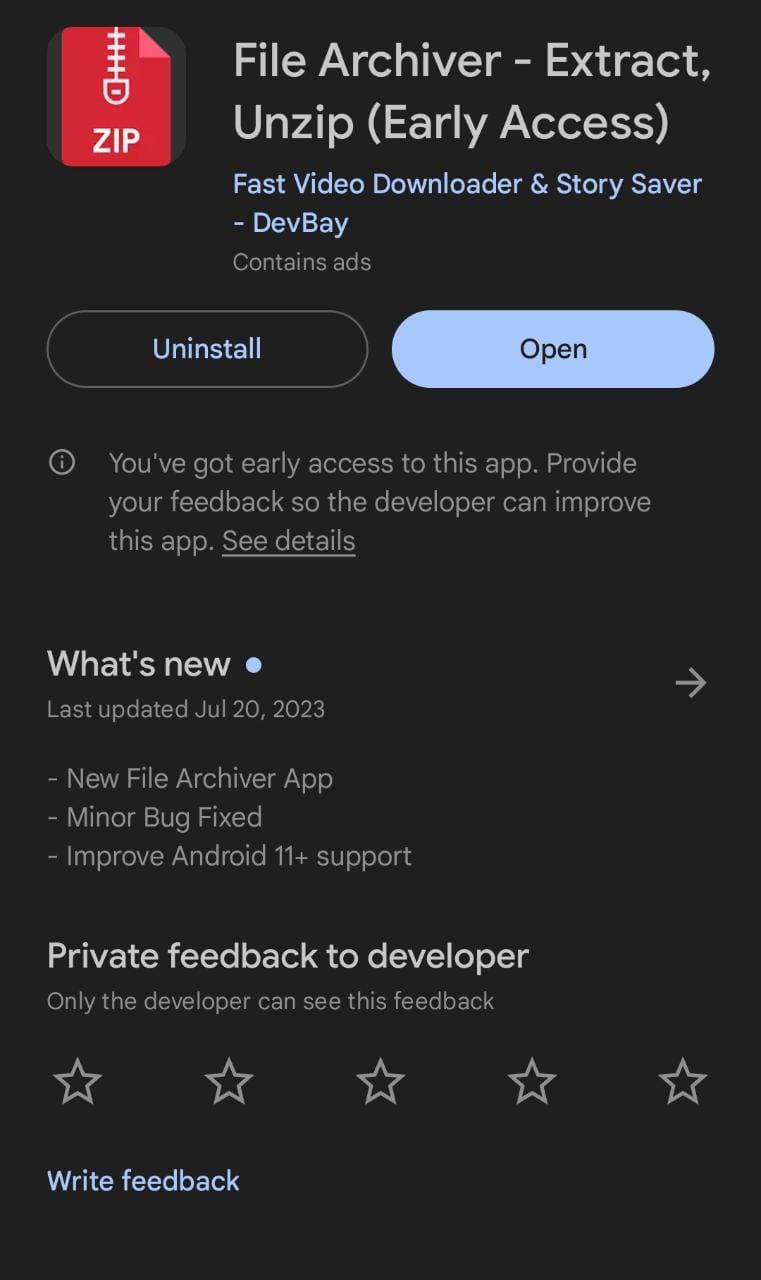 ZIP
File Archiver - Extract,
Unzip (Early Access)
Fast Video Downloader & Story Saver
- DevBay
Contains ads
Uninstall
Open
You've got early access to this app. Provide
your feedback so the developer can improve
this app. See details
What's new
Last updated Jul 20, 2023
- New File Archiver App
- Minor Bug Fixed
- Improve Android 11+ support
Private feedback to developer
Only the developer can see this feedback
Write feedback